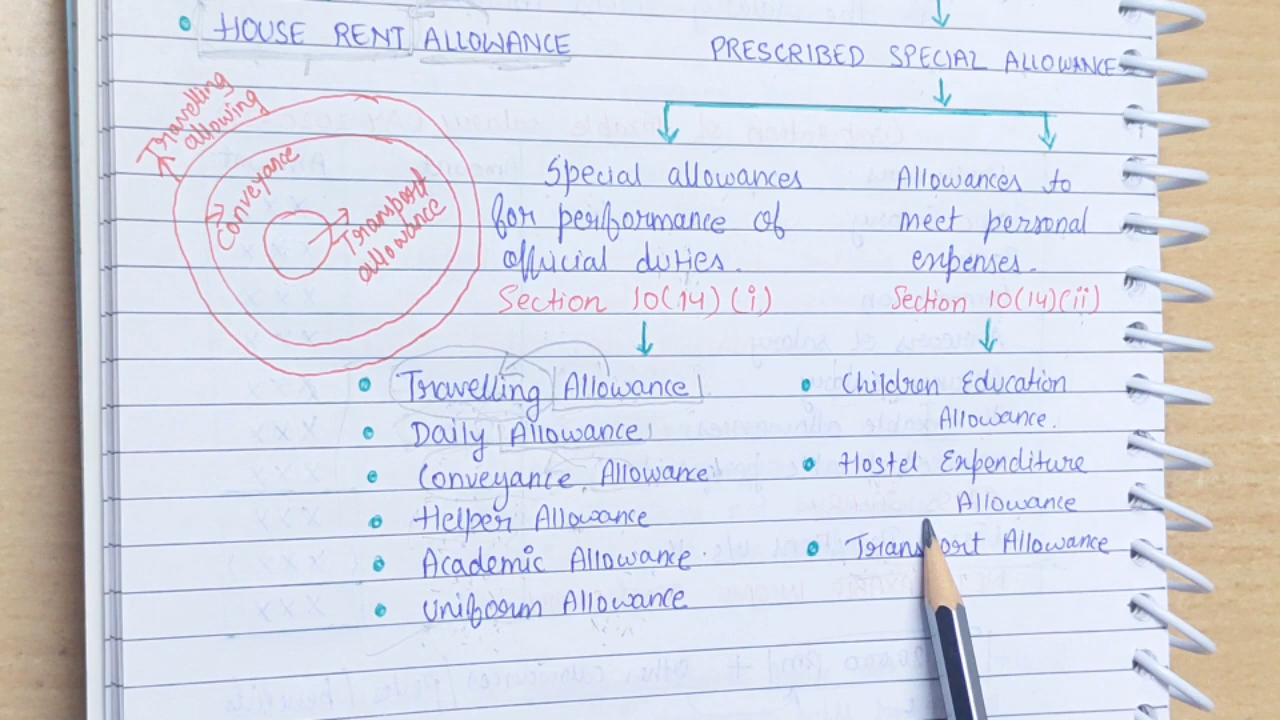 HOUSE RENT ALLOWANCE
PRESCRIBED SPECIAL ALLOWANCE
Travelling
allowing
Conveyance
Transport
allowance
Special allowances
for performance of
official duties.
Section 10(14)(i)
Allowances to
meet personal
expenses.
Section 10(14)(ii)
Travelling Allowance
Daily Allowance
Conveyance Allowance
Helper Allowance
Academic Allowance
Uniform Allowance
Children Education
Allowance.
Hostel Expenditure
Allowance
Transport Allowance